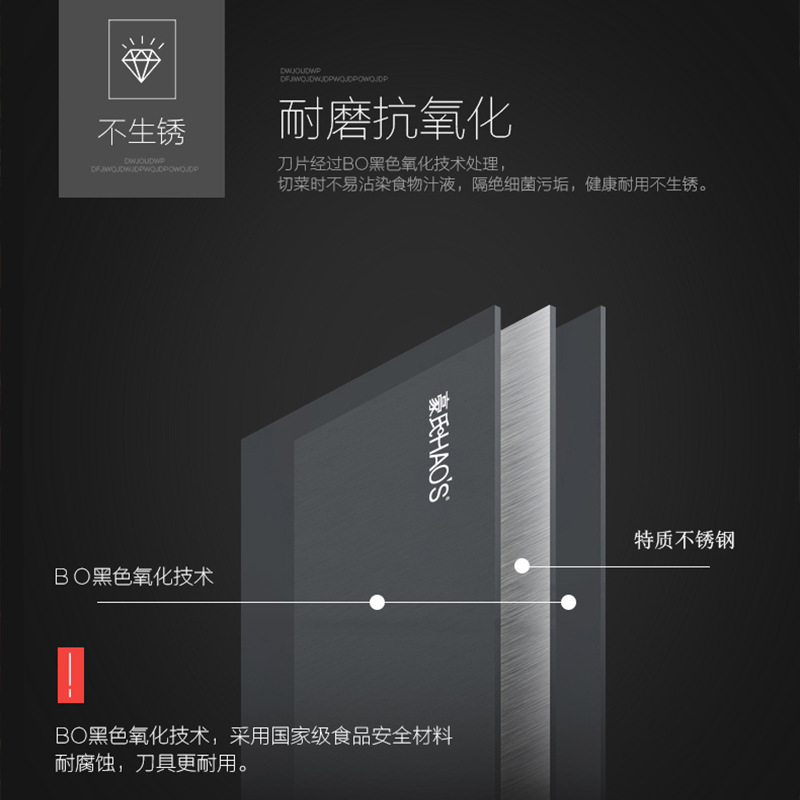 不生锈
DWJOUDWP
DFJIWOJDWJDPWOJDPOWOJDP
DWJOUDWP
DFJIWOJDWJDPWOJDPOWOJDP
耐磨抗氧化
刀片经过BO黑色氧化技术处理，
切菜时不易沾染食物汁液，隔绝细菌污垢，健康耐用不生锈。
豪氏HAO'S®
特质不锈钢
BO黑色氧化技术
BO黑色氧化技术，采用国家级食品安全材料
耐腐蚀，刀具更耐用。